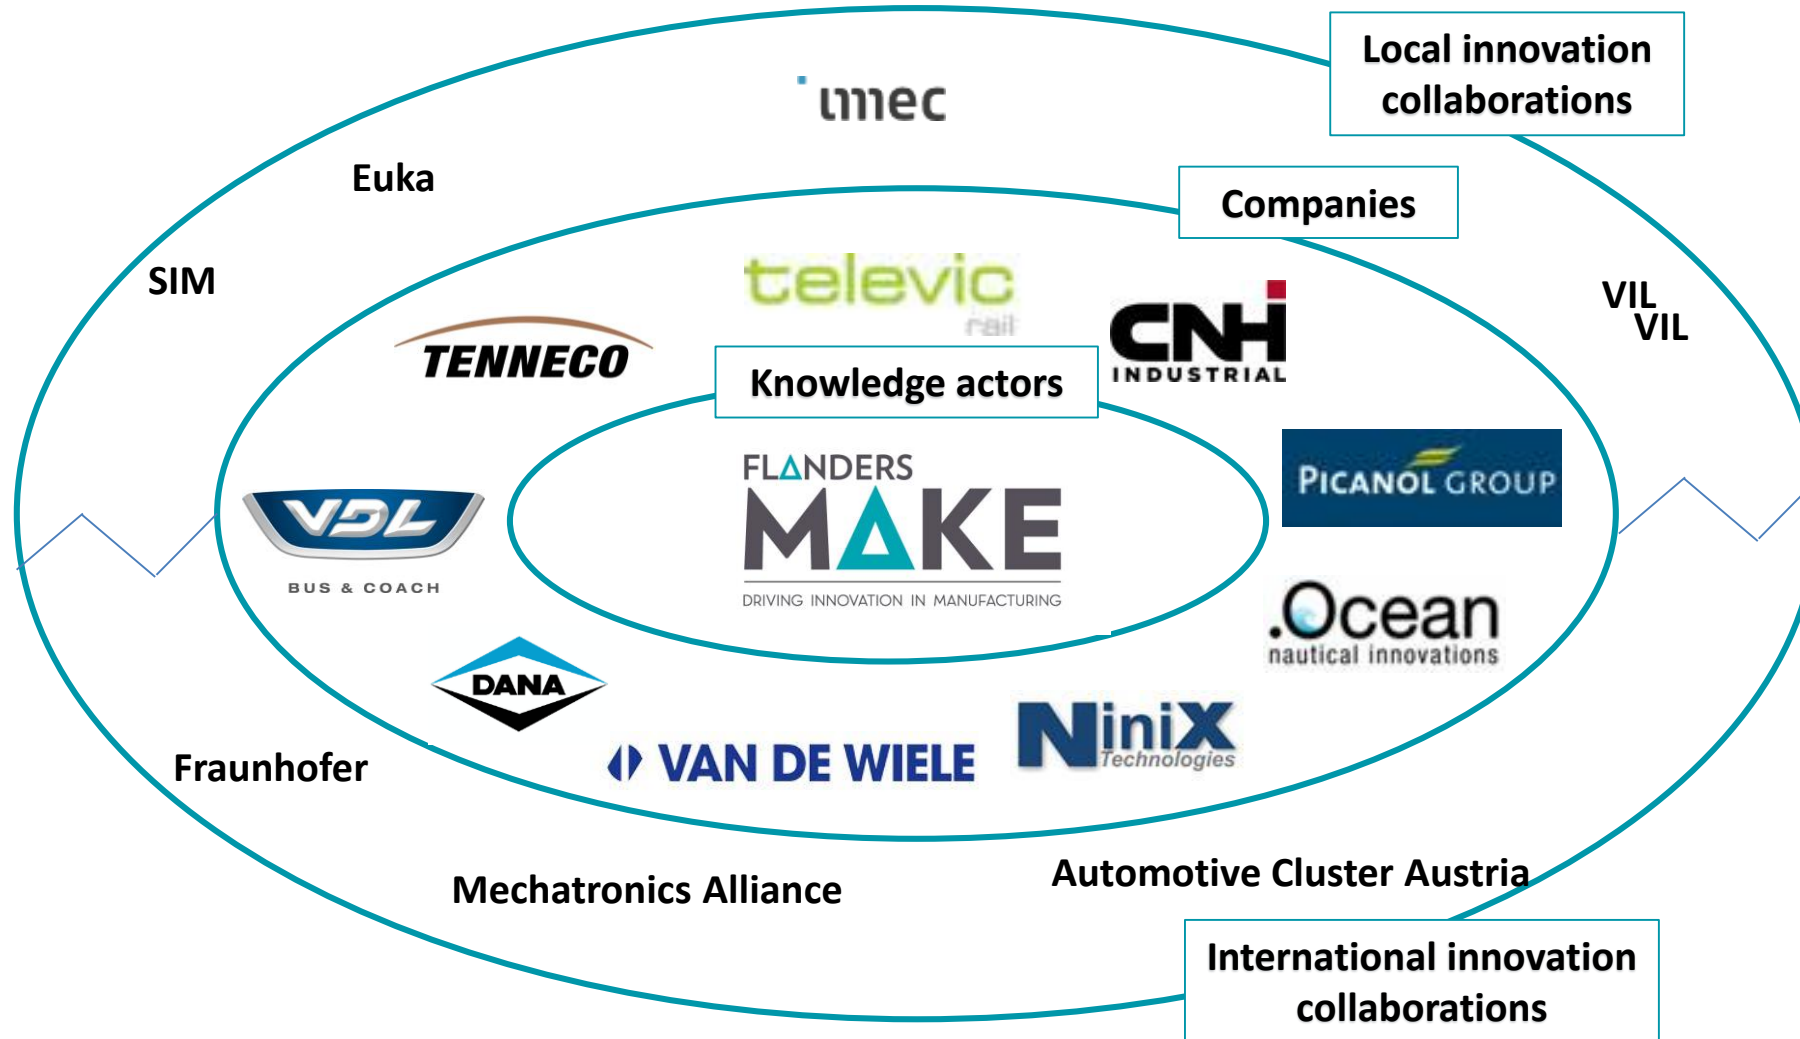 Local innovation
collaborations
imec
Euka
Companies
SIM
televic
rail
CNH
INDUSTRIAL
VIL
VIL
TENNECO
Knowledge actors
FLANDERS
MAKE
DRIVING INNOVATION IN MANUFACTURING
PICANOL GROUP
VDL
BUS & COACH
.Ocean
nautical innovations
DANA
NiniX
Technologies
VAN DE WIELE
Fraunhofer
Mechatronics Alliance
Automotive Cluster Austria
International innovation
collaborations